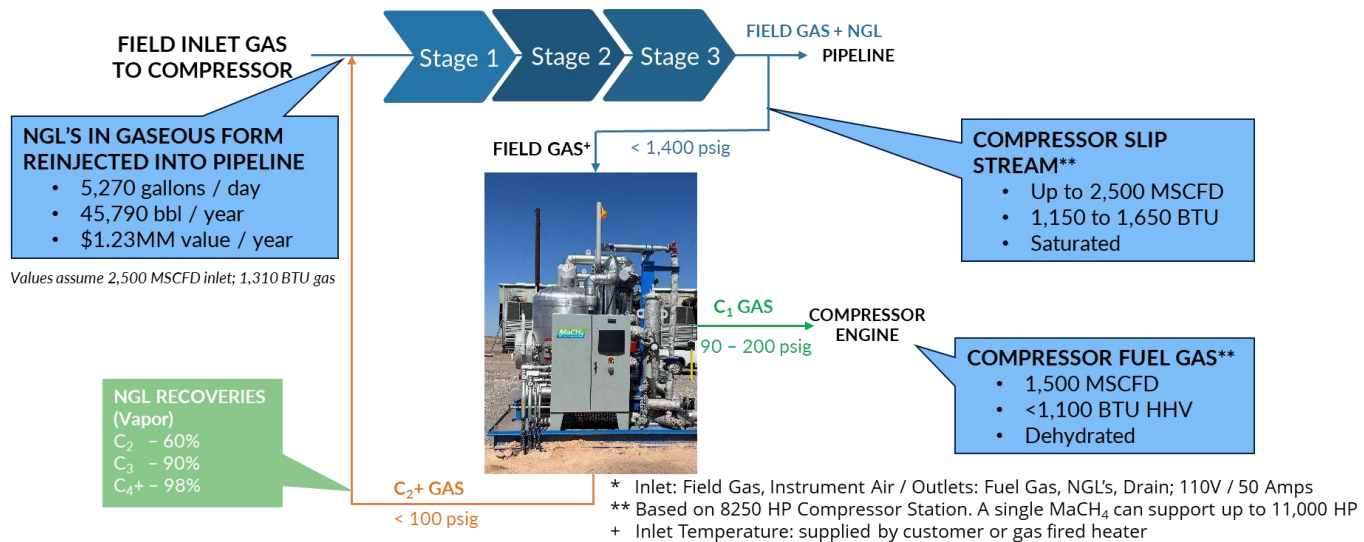 FIELD INLET GAS
TO COMPRESSOR
Stage 1
Stage 2
Stage 3
FIELD GAS + NGL
PIPELINE
NGL'S IN GASEOUS FORM
REINJECTED INTO PIPELINE
• 5,270 gallons / day
• 45,790 bbl / year
• $1.23MM value / year
Values assume 2,500 MSCFD inlet; 1,310 BTU gas
FIELD GAS+
< 1,400 psig
COMPRESSOR SLIP
STREAM**
• Up to 2,500 MSCFD
• 1,150 to 1,650 BTU
• Saturated
MaCH4
C1 GAS
90 – 200 psig
COMPRESSOR
ENGINE
COMPRESSOR FUEL GAS**
• 1,500 MSCFD
• <1,100 BTU HHV
• Dehydrated
NGL RECOVERIES
(Vapor)
C2 – 60%
C3 – 90%
C4+ – 98%
C2+ GAS
< 100 psig
* Inlet: Field Gas, Instrument Air / Outlets: Fuel Gas, NGL's, Drain; 110V / 50 Amps
** Based on 8250 HP Compressor Station. A single MaCH4 can support up to 11,000 HP
+ Inlet Temperature: supplied by customer or gas fired heater